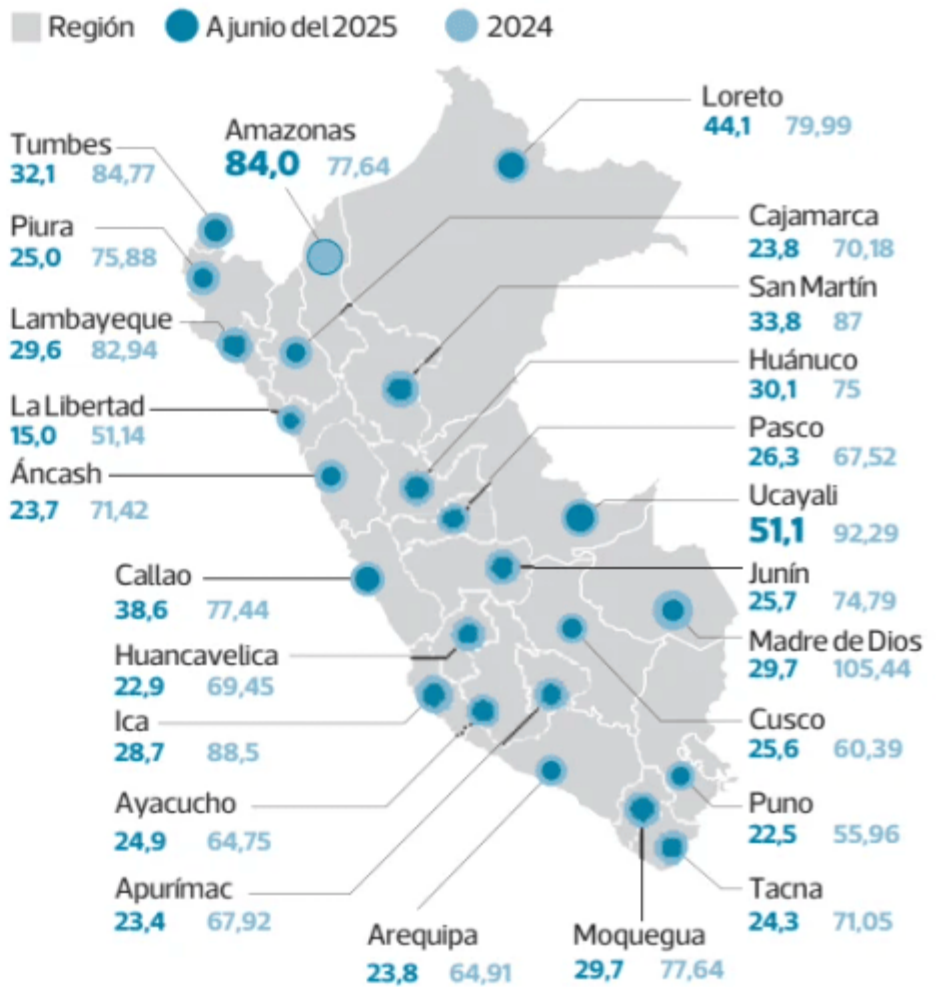 Región A junio del 2025 2024
Loreto
44,1 79,99
Amazonas
84,0 77,64
Tumbes
32,1 84,77
Piura
25,0 75,88
Cajamarca
23,8 70,18
San Martín
33,8 87
Lambayeque
29,6 82,94
Huánuco
30,1 75
La Libertad
15,0 51,14
Pasco
26,3 67,52
Áncash
23,7 71,42
Ucayali
51,1 92,29
Callao
38,6 77,44
Junín
25,7 74,79
Madre de Dios
29,7 105,44
Huancavelica
22,9 69,45
Ica
28,7 88,5
Cusco
25,6 60,39
Ayacucho
24,9 64,75
Puno
22,5 55,96
Apurímac
23,4 67,92
Tacna
24,3 71,05
Arequipa
23,8 64,91
Moquegua
29,7 77,64